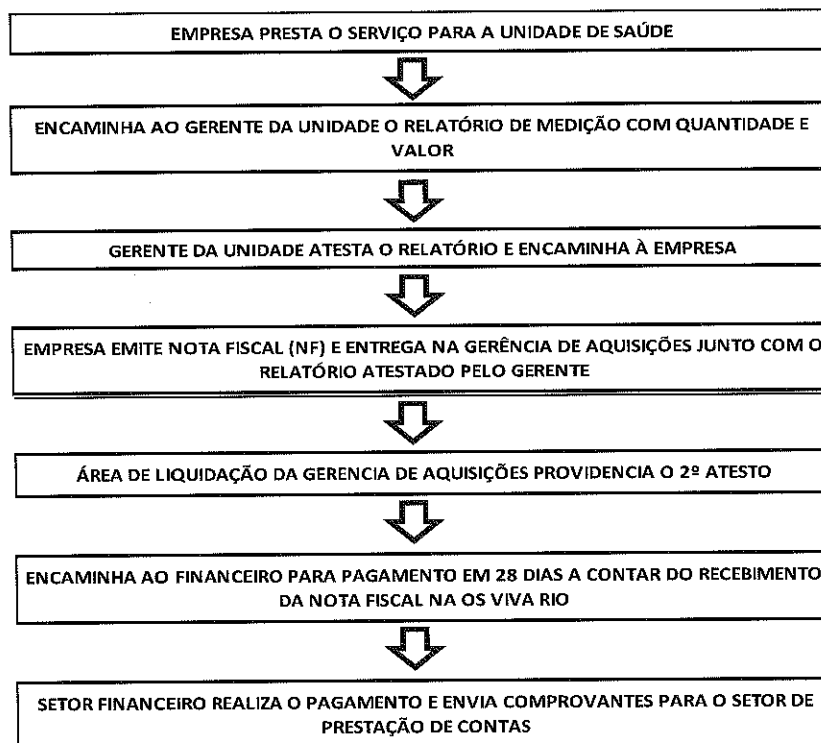 EMPRESA PRESTA O SERVIÇO PARA A UNIDADE DE SAÚDE
ENCAMINHA AO GERENTE DA UNIDADE O RELATÓRIO DE MEDIÇÃO COM QUANTIDADE E
VALOR
GERENTE DA UNIDADE ATESTA O RELATÓRIO E ENCAMINHA À EMPRESA
EMPRESA EMITE NOTA FISCAL (NF) E ENTREGA NA GERÊNCIA DE AQUISIÇÕES JUNTO COM O
RELATÓRIO ATESTADO PELO GERENTE
ÁREA DE LIQUIDAÇÃO DA GERENCIA DE AQUISIÇÕES PROVIDENCIA O 2º ATESTO
ENCAMINHA AO FINANCEIRO PARA PAGAMENTO EM 28 DIAS A CONTAR DO RECEBIMENTO
DA NOTA FISCAL NA OS VIVA RIO
SETOR FINANCEIRO REALIZA O PAGAMENTO E ENVIA COMPROVANTES PARA O SETOR DE
PRESTAÇÃO DE CONTAS